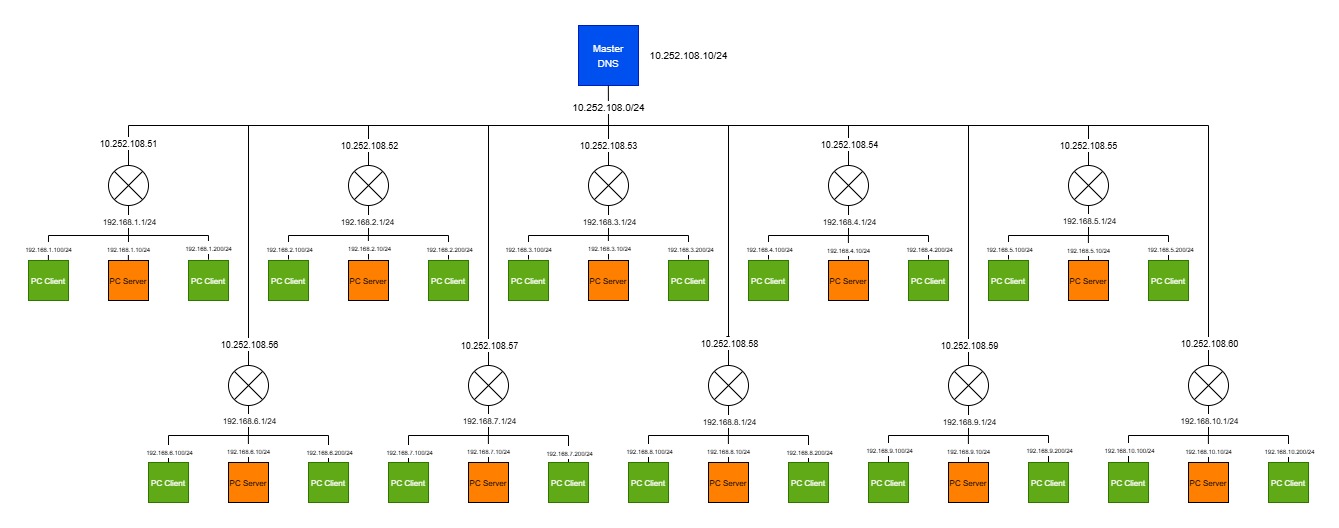 Master
DNS
10.252.108.10/24
10.252.108.0/24
10.252.108.51
10.252.108.52
10.252.108.53
10.252.108.54
10.252.108.55
192.168.1.1/24
192.168.2.1/24
192.168.3.1/24
192.168.4.1/24
192.168.5.1/24
192.168.1.100/24
192.168.1.10/24
192.168.1.200/24
192.168.2.100/24
192.168.2.10/24
192.168.2.200/24
192.168.3.100/24
192.168.3.10/24
192.168.3.200/24
192.168.4.100/24
192.168.4.10/24
192.168.4.200/24
192.168.5.100/24
192.168.5.10/24
192.168.5.200/24
PC Client
PC Server
PC Client
PC Client
PC Server
PC Client
PC Client
PC Server
PC Client
PC Client
PC Server
PC Client
PC Client
PC Server
PC Client
10.252.108.56
10.252.108.57
10.252.108.58
10.252.108.59
10.252.108.60
192.168.6.1/24
192.168.7.1/24
192.168.8.1/24
192.168.9.1/24
192.168.10.1/24
192.168.6.100/24
192.168.6.10/24
192.168.6.200/24
192.168.7.100/24
192.168.7.10/24
192.168.7.200/24
192.168.8.100/24
192.168.8.10/24
192.168.8.200/24
192.168.9.100/24
192.168.9.10/24
192.168.9.200/24
192.168.10.100/24
192.168.10.10/24
192.168.10.200/24
PC Client
PC Server
PC Client
PC Client
PC Server
PC Client
PC Client
PC Server
PC Client
PC Client
PC Server
PC Client
PC Client
PC Server
PC Client